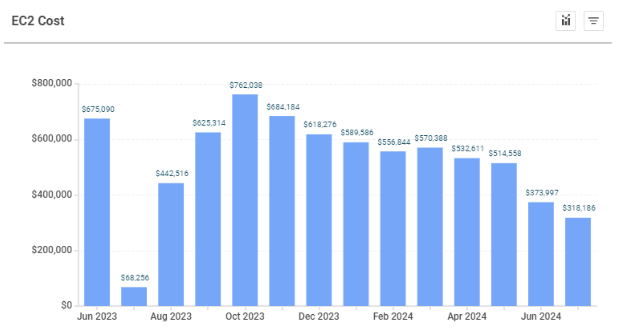 EC2 Cost
$800,000
$600,000
$400,000
$200,000
$0
$675,090
$68,256
$442,516
$625,314
$762,038
$684,184
$618,276
$589,586
$556,844
$570,388
$532,611
$514,558
$373,997
$318,186
Jun 2023
Aug 2023
Oct 2023
Dec 2023
Feb 2024
Apr 2024
Jun 2024